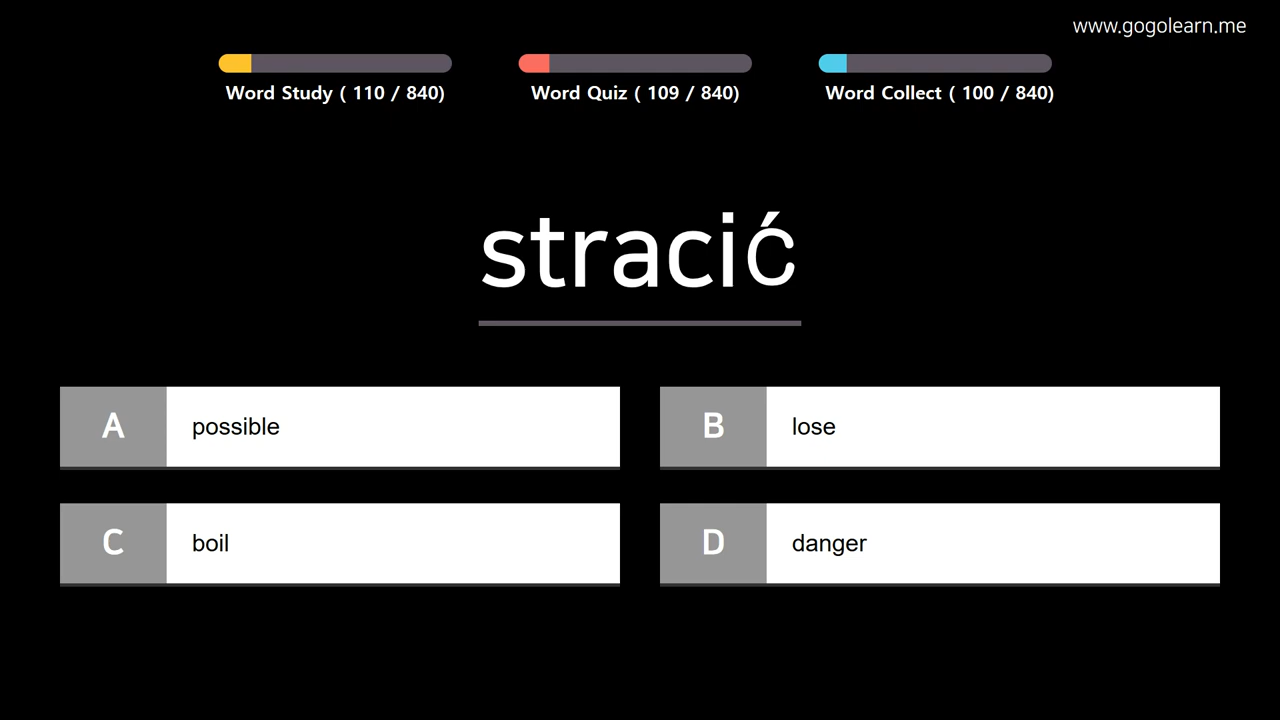 www.gogolearn.me
Word Study ( 110 / 840)
Word Quiz ( 109 / 840)
Word Collect ( 100 / 840)
stracić
A possible
B lose
C boil
D danger